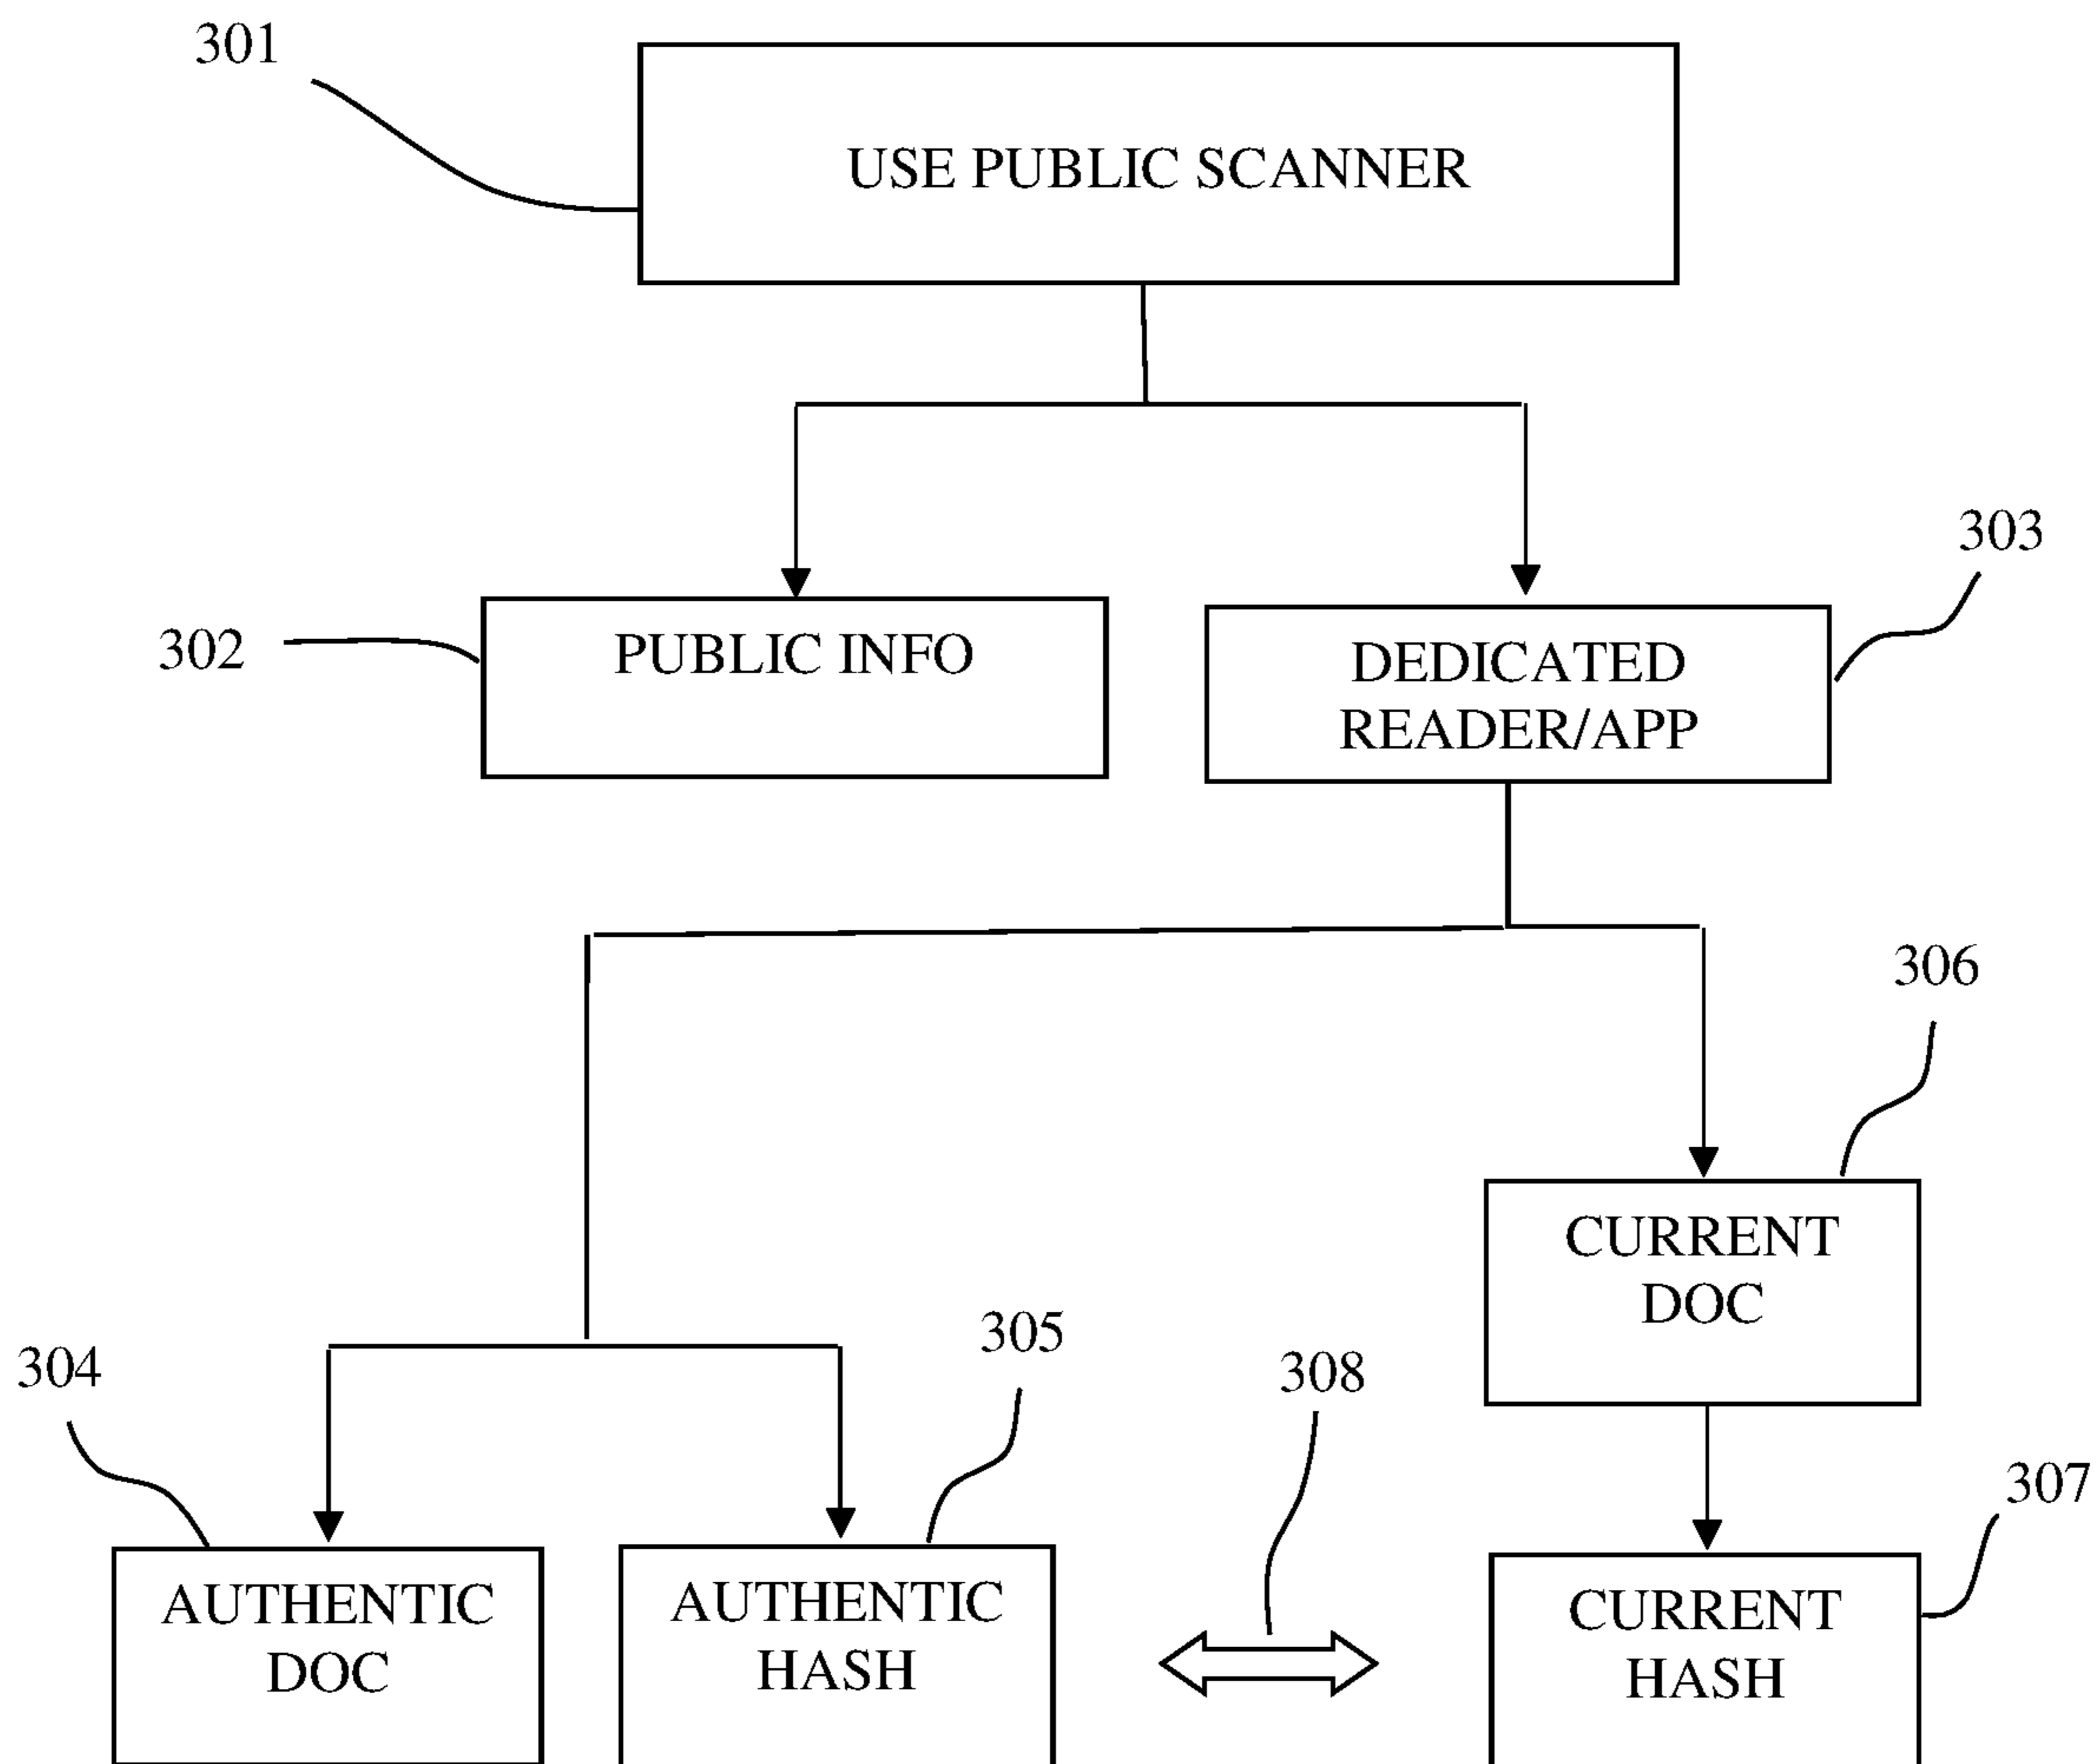 301
USE PUBLIC SCANNER
302
PUBLIC INFO
303
DEDICATED
READER/APP
306
CURRENT
DOC
304
305
308
307
AUTHENTIC
DOC
AUTHENTIC
HASH
CURRENT
HASH